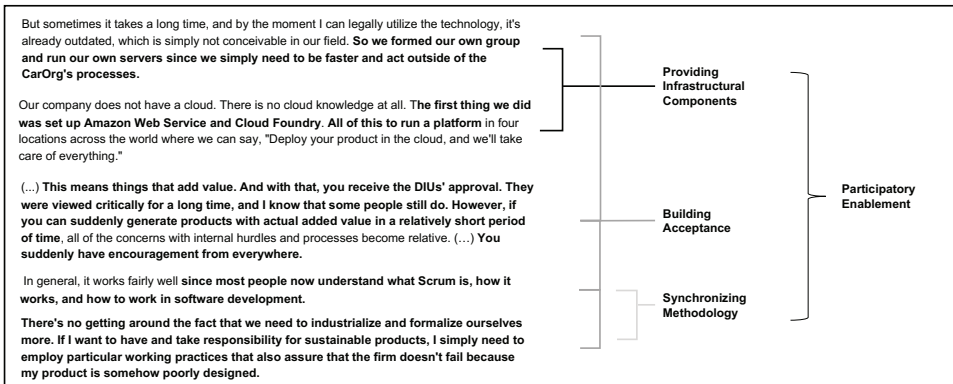 But sometimes it takes a long time, and by the moment I can legally utilize the technology, it's
already outdated, which is simply not conceivable in our field. So we formed our own group
and run our own servers since we simply need to be faster and act outside of the
CarOrg's processes.
Our company does not have a cloud. There is no cloud knowledge at all. The first thing we did
was set up Amazon Web Service and Cloud Foundry. All of this to run a platform in four
locations across the world where we can say, "Deploy your product in the cloud, and we'll take
care of everything."
(...) This means things that add value. And with that, you receive the DIUs' approval. They
were viewed critically for a long time, and I know that some people still do. However, if
you can suddenly generate products with actual added value in a relatively short period
of time, all of the concerns with internal hurdles and processes become relative. (…) You
suddenly have encouragement from everywhere.
In general, it works fairly well since most people now understand what Scrum is, how it
works, and how to work in software development.
There's no getting around the fact that we need to industrialize and formalize ourselves
more. If I want to have and take responsibility for sustainable products, I simply need to
employ particular working practices that also assure that the firm doesn't fail because
my product is somehow poorly designed.
Providing
Infrastructural
Components
Building
Acceptance
Synchronizing
Methodology
Participatory
Enablement